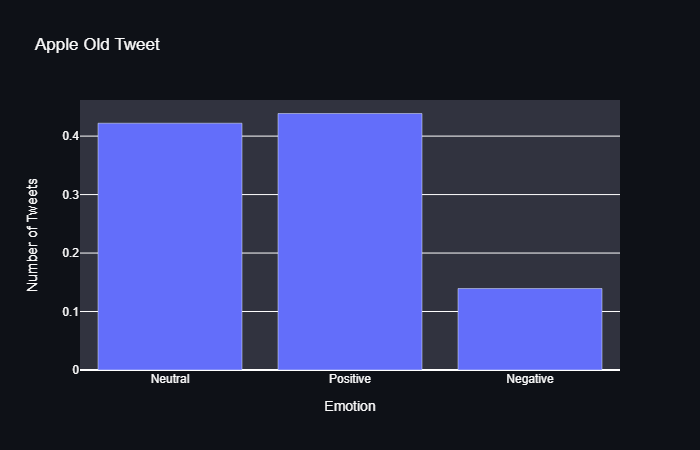 Apple Old Tweet
Number of Tweets
0.4
0.3
0.2
0.1
0
Neutral Positive Negative
Emotion